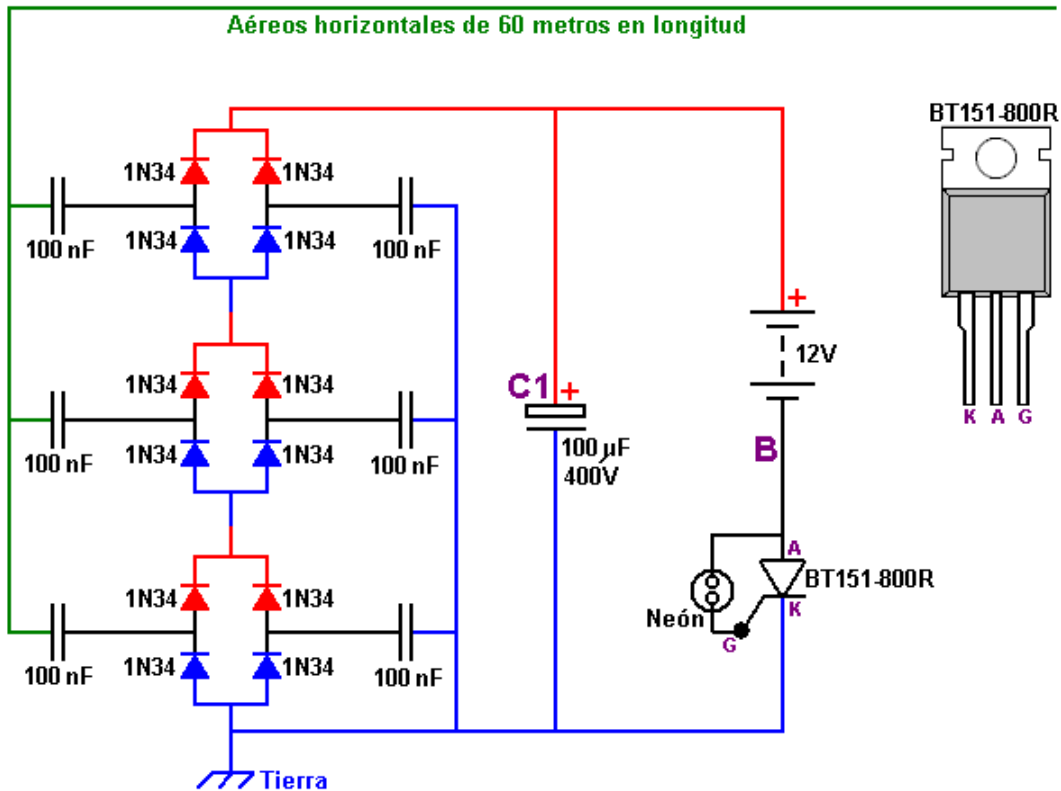 Aéreos horizontales de 60 metros en longitud
BT151-800R
1N34 1N34
100 nF 1N34 1N34 100 nF
12V
K A G
1N34 1N34
C1 +
+
100 nF 1N34 1N34 100 nF
100 µF
400V
B
A
BT151-800R
K
Neón
G
1N34 1N34
100 nF 1N34 1N34 100 nF
Tierra